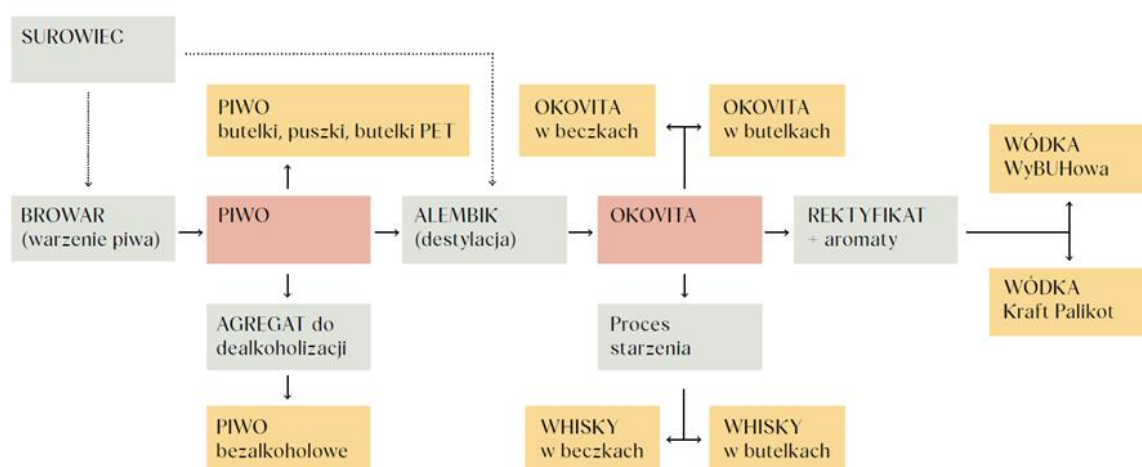 SUROWIEC
PIWO
butelki, puszki, butelki PET
OKOVITA
w beczkach
OKOVITA
w butelkach
WÓDKA
WyBUHowa
BROWAR
(warzenie piwa)
PIWO
ALEMBIK
(destylacja)
OKOVITA
REKTYFIKAT
+ aromaty
WÓDKA
Kraft Palikot
AGREGAT do
dealkoholizacji
Proces
starzenia
PIWO
bezalkoholowe
WHISKY
w beczkach
WHISKY
w butelkach